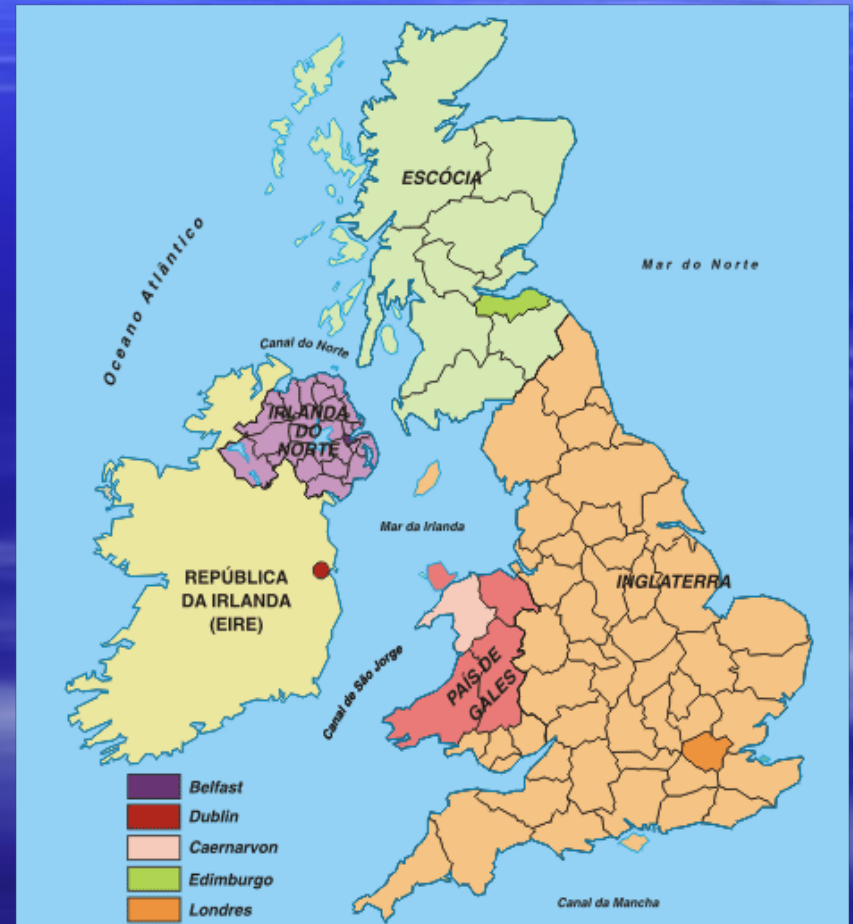 ESCÓCIA
Oceano Atlântico
Mar do Norte
Canal do Norte
IRLANDA
DO
NORTE
Mar da Irlanda
REPÚBLICA
DA IRLANDA
(EIRE)
INGLATERRA
PAÍS DE
GALES
Canal de São Jorge
Belfast
Dublin
Caernarvon
Edimburgo
Londres
Canal da Mancha